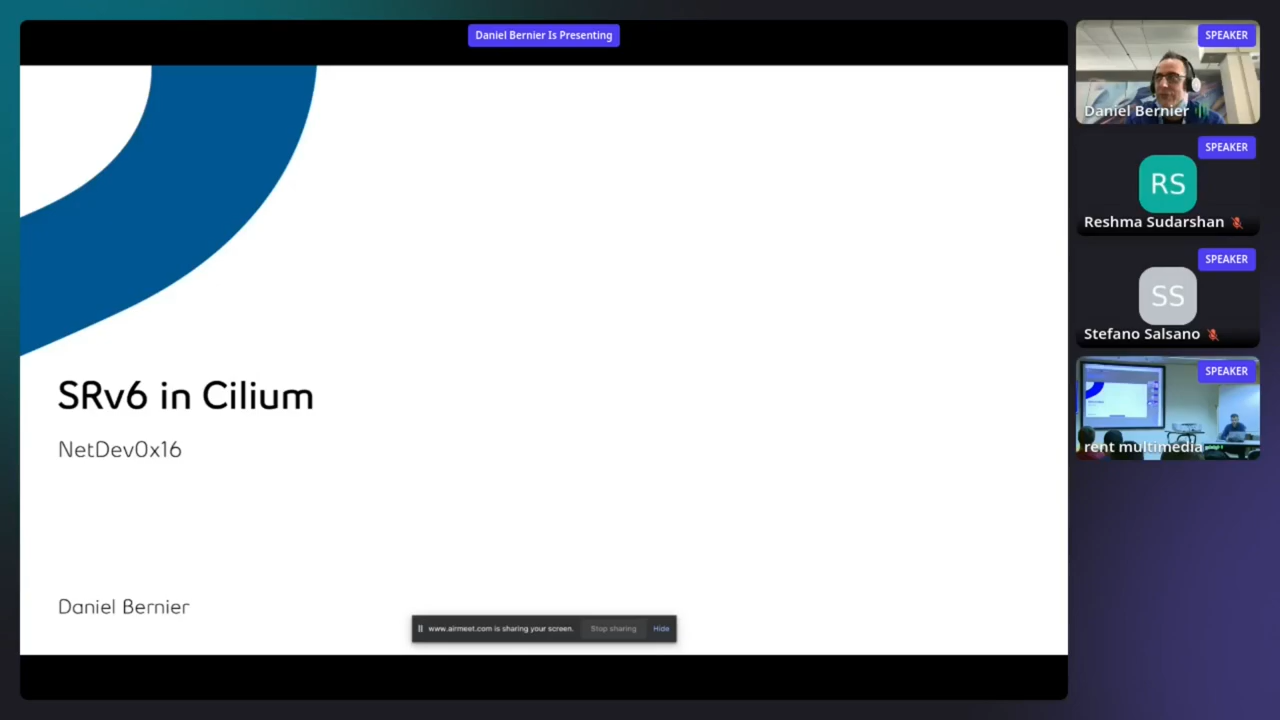 Daniel Bernier Is Presenting
SRv6 in Cilium
NetDev0x16
Daniel Bernier
www.airmeet.com is sharing your screen.
Stop sharing
Hide
SPEAKER
Daniel Bernier
SPEAKER
RS
Reshma Sudarshan
SPEAKER
SS
Stefano Salsano
SPEAKER
rent multimedia